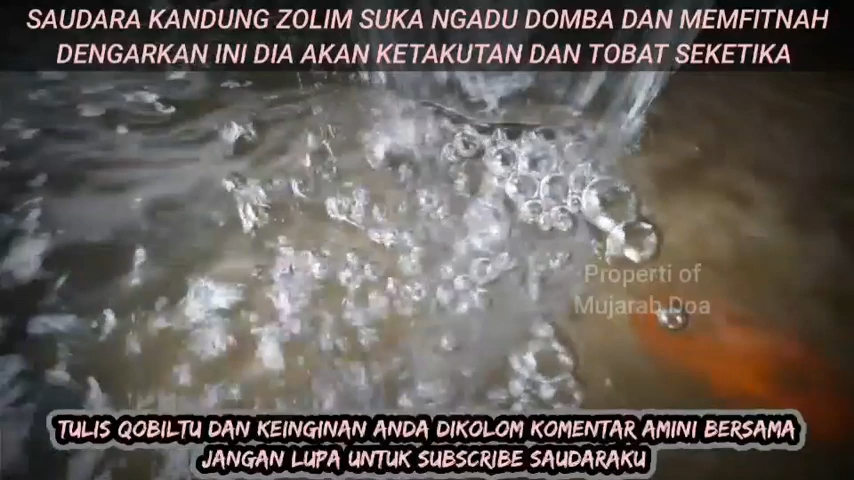 SAUDARA KANDUNG ZOLIM SUKA NGADU DOMBA DAN MEMFITNAH
DENGARKAN INI DIA AKAN KETAKUTAN DAN TOBAT SEKETIKA
Properti of
Mujarab Doa
TULIS QOBILTU DAN KEINGINAN ANDA DIKOLOM KOMENTAR AMINI BERSAMA
JANGAN LUPA UNTUK SUBSCRIBE SAUDARAKU